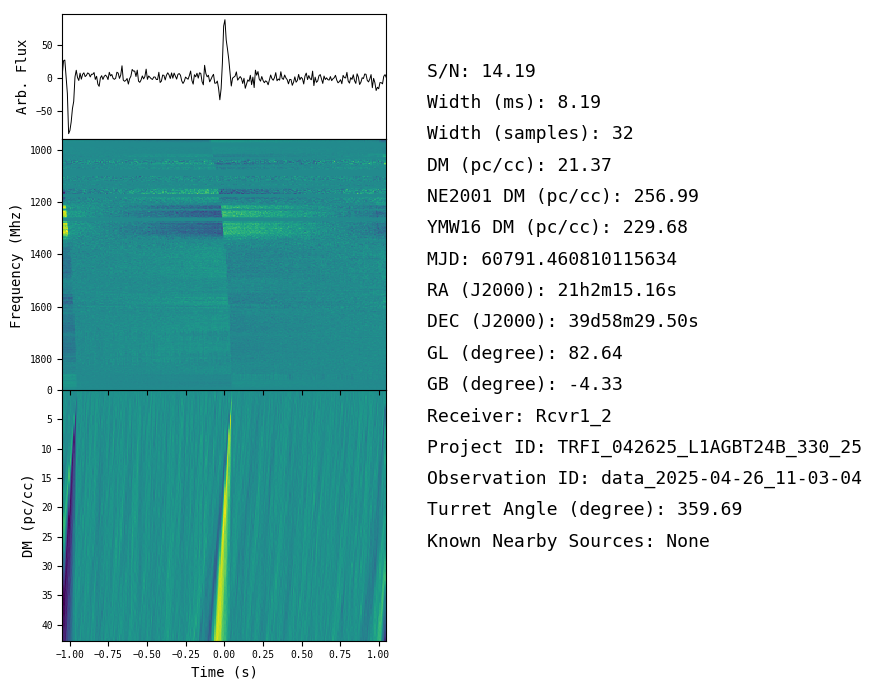 Arb. Flux
50
0
−50
Frequency (Mhz)
1000
1200
1400
1600
1800
DM (pc/cc)
0
5
10
15
20
25
30
35
40
−1.00 −0.75 −0.50 −0.25 0.00 0.25 0.50 0.75 1.00
Time (s)
S/N: 14.19
Width (ms): 8.19
Width (samples): 32
DM (pc/cc): 21.37
NE2001 DM (pc/cc): 256.99
YMW16 DM (pc/cc): 229.68
MJD: 60791.460810115634
RA (J2000): 21h2m15.16s
DEC (J2000): 39d58m29.50s
GL (degree): 82.64
GB (degree): -4.33
Receiver: Rcvr1_2
Project ID: TRFI_042625_L1AGBT24B_330_25
Observation ID: data_2025-04-26_11-03-04
Turret Angle (degree): 359.69
Known Nearby Sources: None